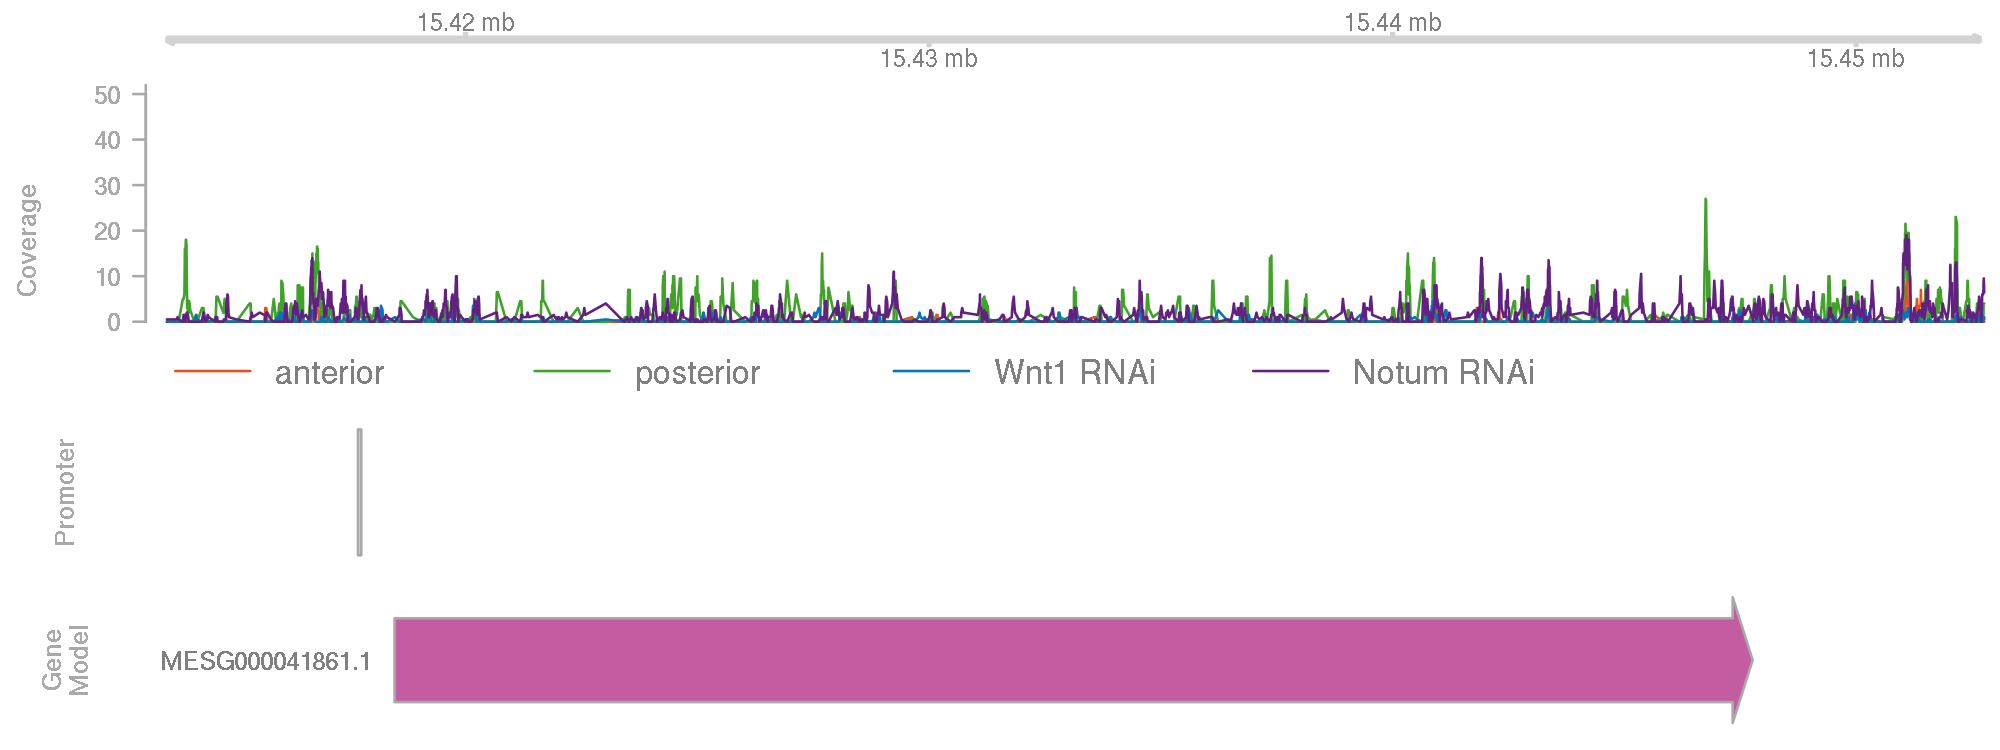 15.42 mb
15.44 mb
15.43 mb
15.45 mb
Coverage
50
40
30
20
10
0
anterior
posterior
Wnt1 RNAi
Notum RNAi
Promoter
Gene
Model
MESG000041861.1